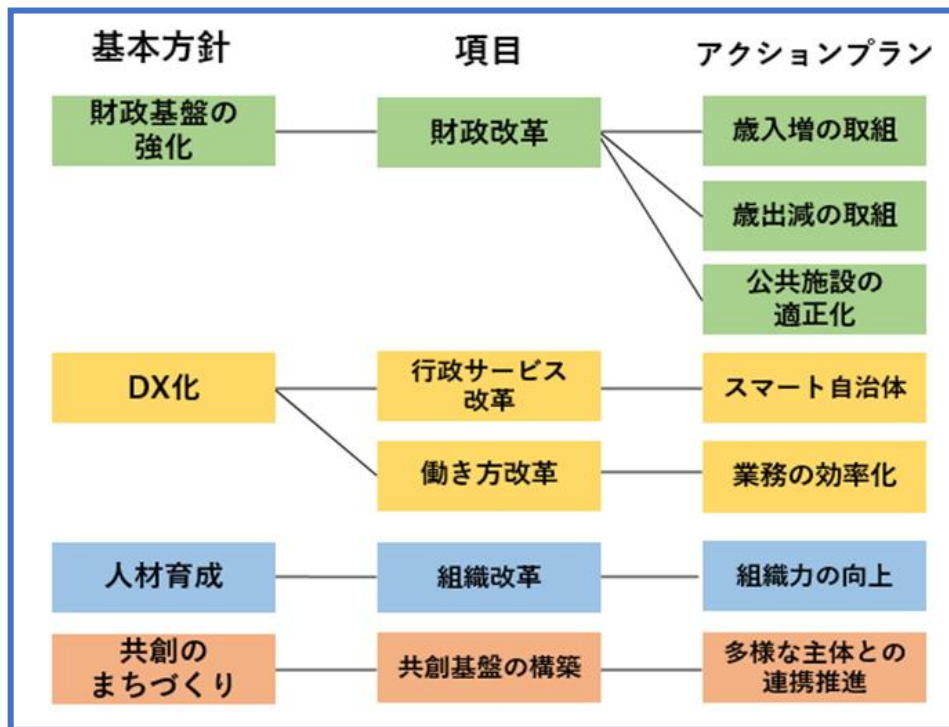 基本方針
項目
アクションプラン
財政基盤の
強化
財政改革
歳入増の取組
歳出減の取組
公共施設の
適正化
DX化
行政サービス
改革
スマート自治体
働き方改革
業務の効率化
人材育成
組織改革
組織力の向上
共創の
まちづくり
共創基盤の構築
多様な主体との
連携推進